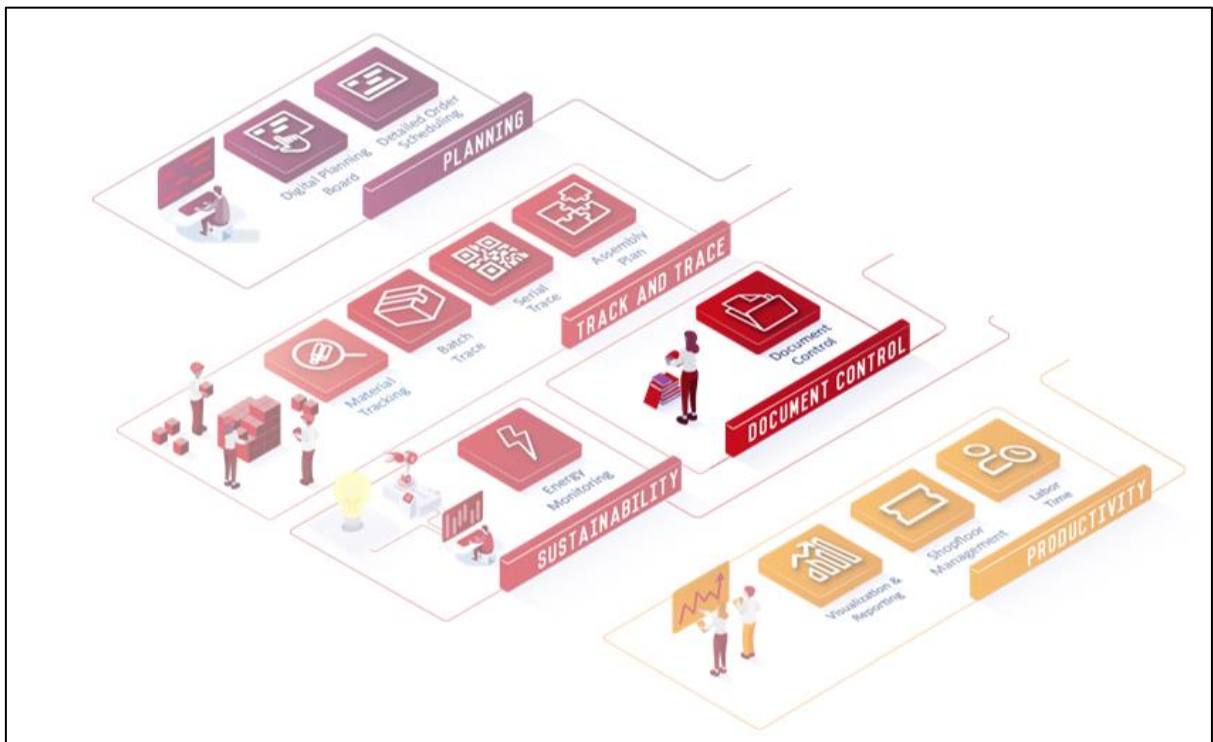 Digital Planning
Board
Detailed Order
Scheduling
PLANNING
Material
Tracking
Batch
Trace
Serial
Trace
Assembly
Plan
TRACK AND TRACE
Document
Control
DOCUMENT CONTROL
Energy
Monitoring
SUSTAINABILITY
Visualization &
Reporting
Shopfloor
Management
Labor
Time
PRODUCTIVITY